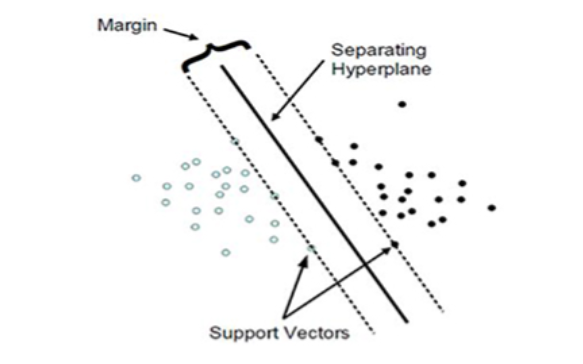 Margin
Separating
Hyperplane
Support Vectors